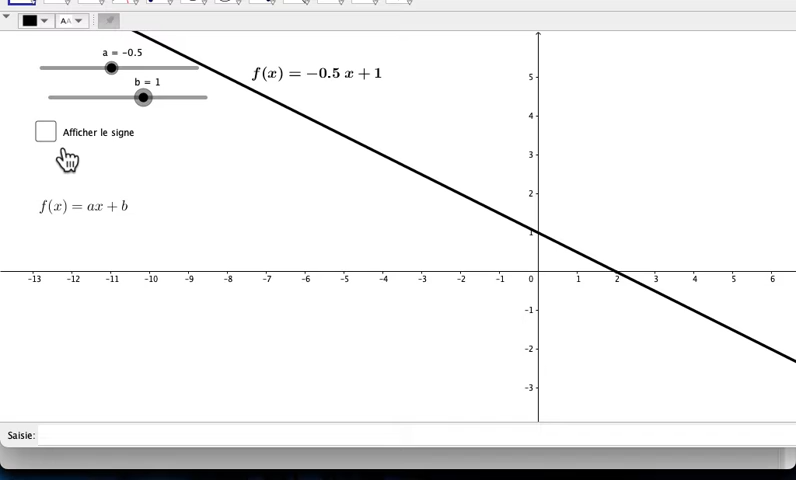 AA
a = -0.5
b = 1
f(x) = −0.5 x + 1
Afficher le signe
f(x) = ax + b
5
4
3
2
1
-13 -12 -11 -10 -9 -8 -7 -6 -5 -4 -3 -2 -1 0 1 2 3 4 5 6
-1
-2
-3
Saisie: